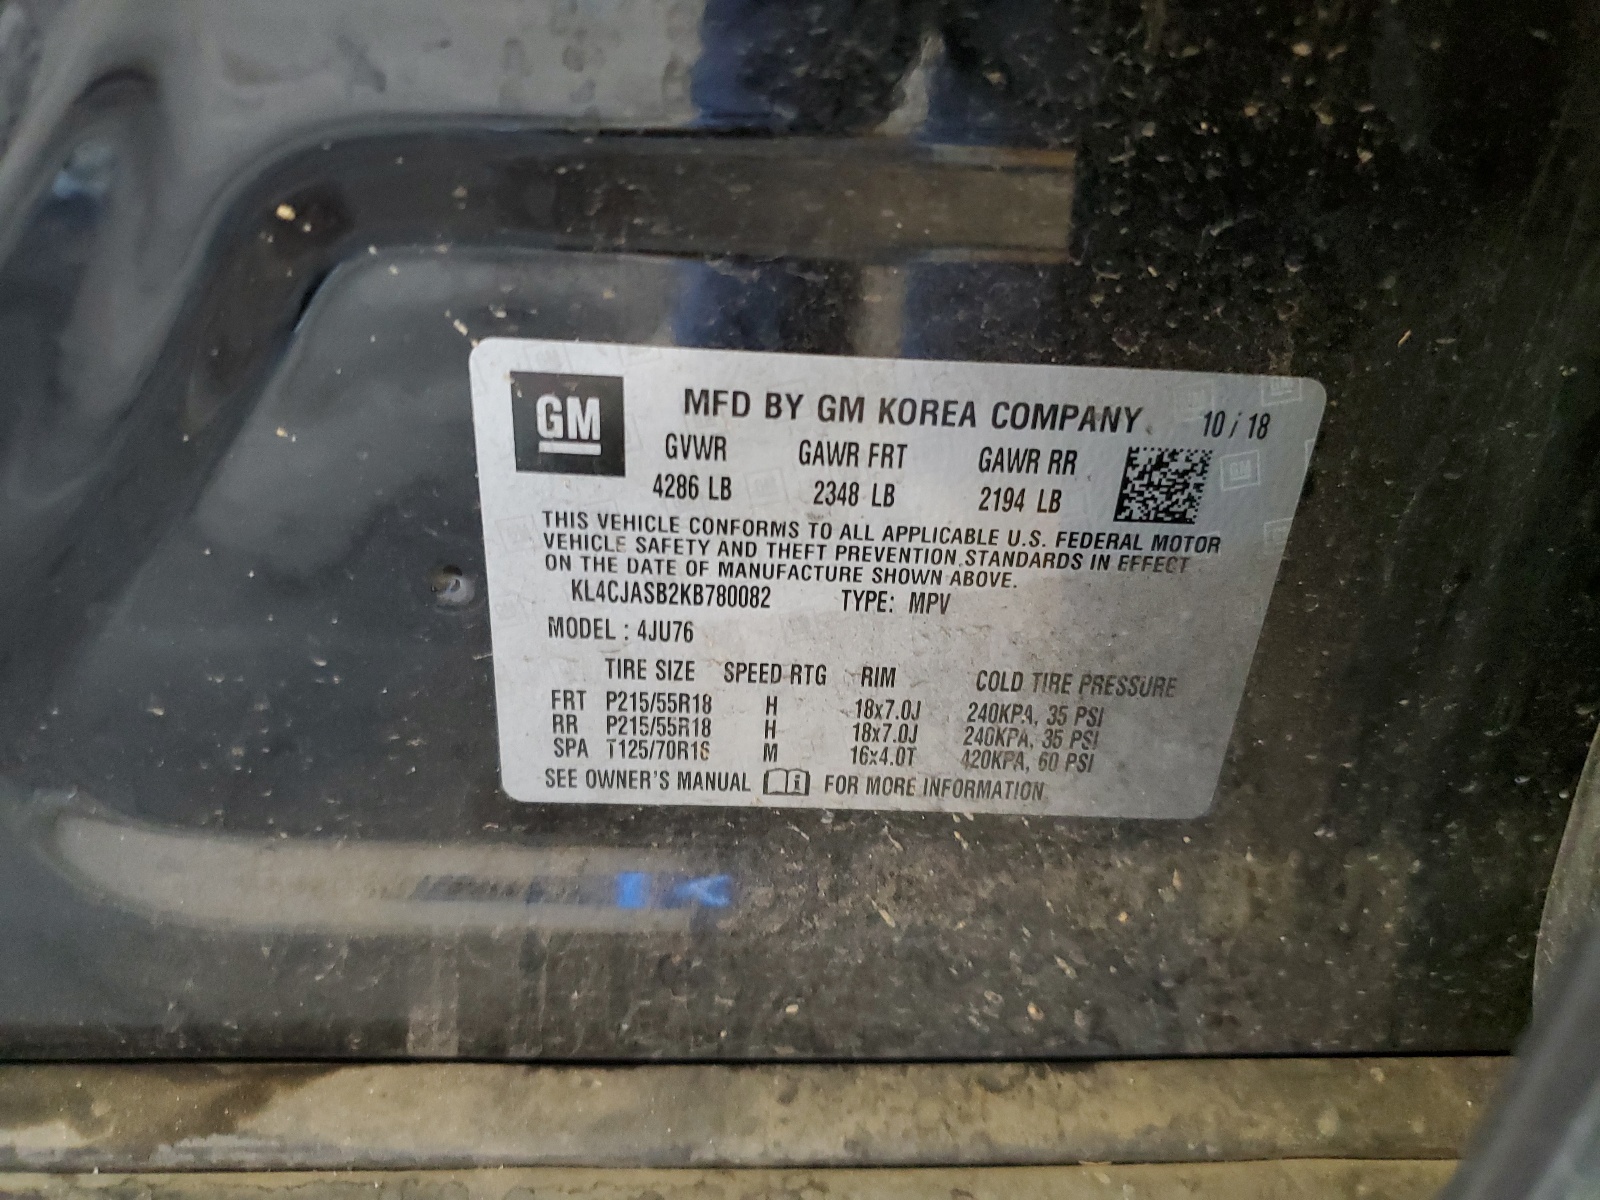 GM
MFD BY GM KOREA COMPANY 10 / 18
GVWR GAWR FRT GAWR RR
4286 LB 2348 LB 2194 LB
THIS VEHICLE CONFORMS TO ALL APPLICABLE U.S. FEDERAL MOTOR
VEHICLE SAFETY AND THEFT PREVENTION STANDARDS IN EFFECT
ON THE DATE OF MANUFACTURE SHOWN ABOVE.
KL4CJASB2KB780082 TYPE: MPV
MODEL : 4JU76
TIRE SIZE SPEED RTG RIM COLD TIRE PRESSURE
FRT P215/55R18 H 18x7.0J 240KPA, 35 PSI
RR P215/55R18 H 18x7.0J 240KPA, 35 PSI
SPA T125/70R16 M 16x4.0T 420KPA, 60 PSI
SEE OWNER'S MANUAL i FOR MORE INFORMATION